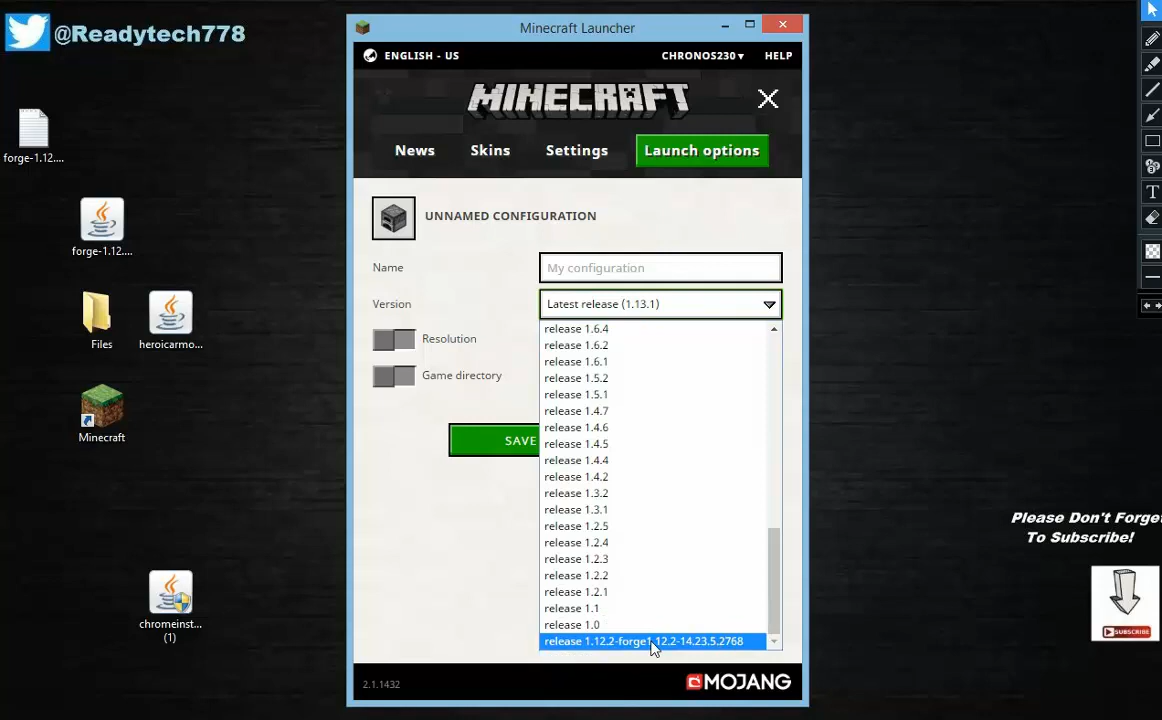 @Readytech778
Minecraft Launcher
ENGLISH - US
CHRONOS230▾
HELP
MINECRAFT
News
Skins
Settings
Launch options
forge-1.12....
forge-1.12....
Files
heroicarmo...
Minecraft
chromeinst...
(1)
UNNAMED CONFIGURATION
Name
My configuration
Version
Latest release (1.13.1)
Resolution
Game directory
SAVE
release 1.6.4
release 1.6.2
release 1.6.1
release 1.5.2
release 1.5.1
release 1.4.7
release 1.4.6
release 1.4.5
release 1.4.4
release 1.4.2
release 1.3.2
release 1.3.1
release 1.2.5
release 1.2.4
release 1.2.3
release 1.2.2
release 1.2.1
release 1.1
release 1.0
release 1.12.2-forge1.12.2-14.23.5.2768
2.1.1432
MOJANG
Please Don't Forget
To Subscribe!
SUBSCRIBE
T